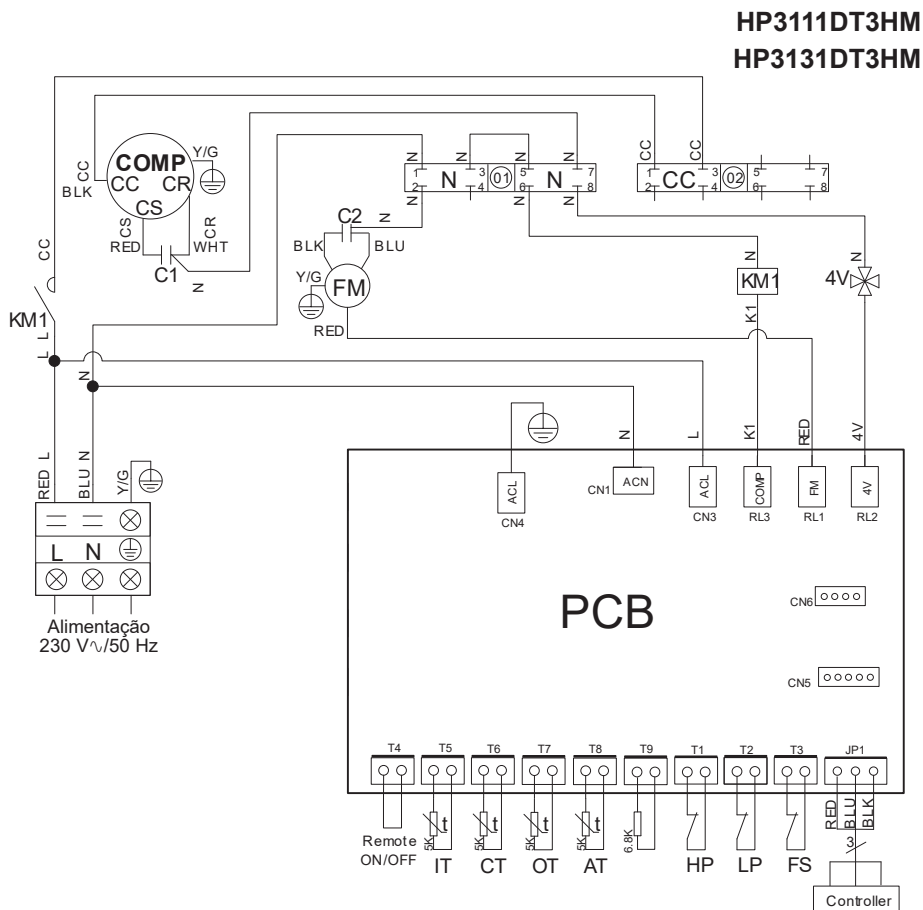 HP3111DT3HM
HP3131DT3HM
CC
CC
N
N
N
N
COMP
Y/G
CC
BLK
CC
CR
CS
CS
RED
WHT
CR
C1
N
1 3 5 7
N 01 N
2 4 6 8
CC
CC
1 3 5 7
CC 02
2 4 6 8
N
N
N
N
C2
BLK
BLU
Y/G
FM
RED
CC
KM1
L
L
N
KM1
K1
N
4V
RED L
BLU N
Y/G
L N
Alimentação
230 V∿/50 Hz
N
L
K1
RED
4V
ACL
CN4
CN1
ACN
ACL
CN3
COMP
RL3
FM
RL1
4V
RL2
PCB
CN6
CN5
T4 T5 T6 T7 T8 T9 T1 T2 T3 JP1
Remote
ON/OFF
5K t
IT
5K t
CT
5K t
OT
5K t
AT
6.8K
HP
LP
FS
RED
BLU
BLK
3
Controller